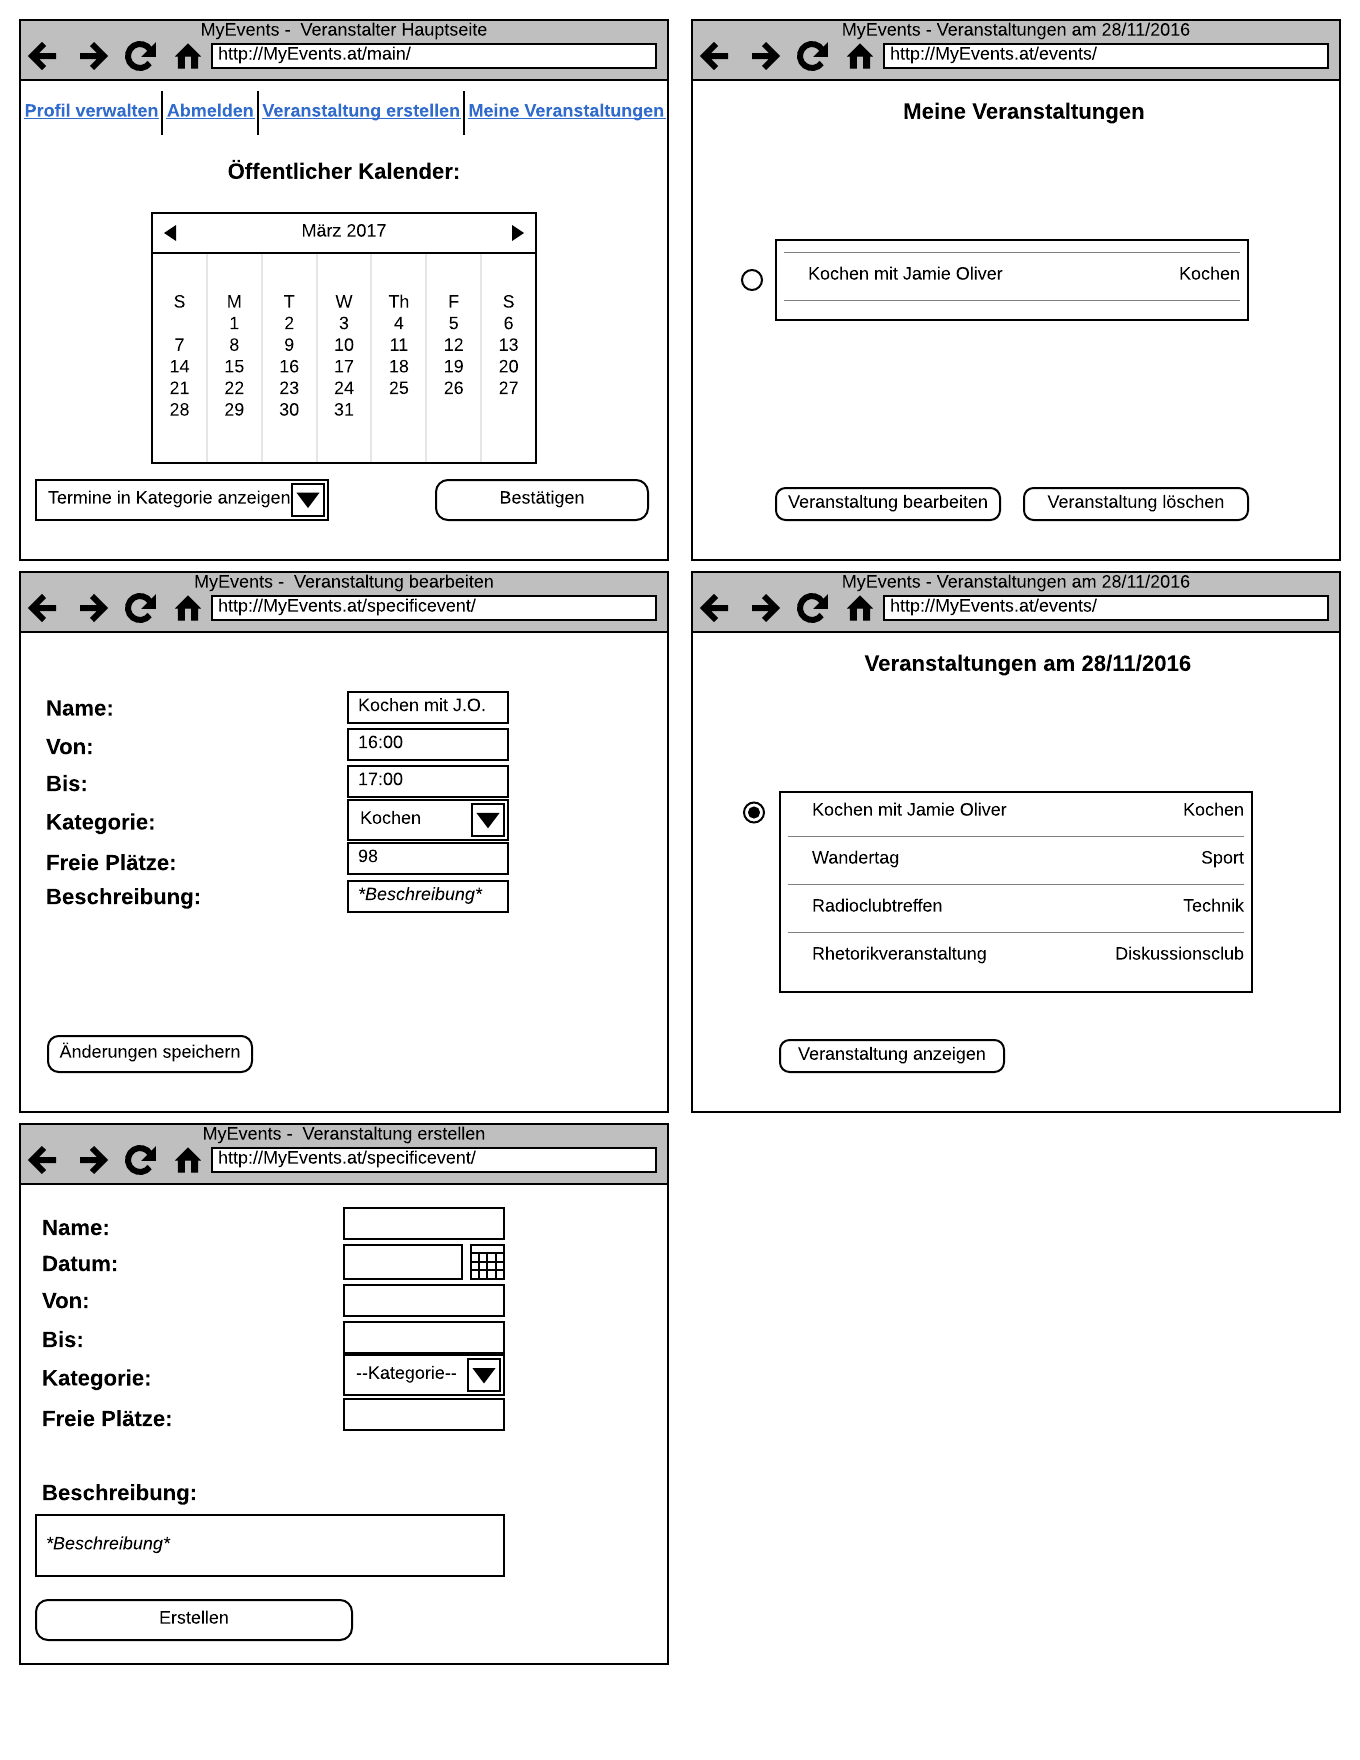 MyEvents -  Veranstalter Hauptseite
http://MyEvents.at/main/
Profil verwalten Abmelden Veranstaltung erstellen Meine Veranstaltungen
Öffentlicher Kalender:
März 2017
S M T W Th F S
1 2 3 4 5 6
7 8 9 10 11 12 13
14 15 16 17 18 19 20
21 22 23 24 25 26 27
28 29 30 31
Termine in Kategorie anzeigen Bestätigen
MyEvents - Veranstaltungen am 28/11/2016
http://MyEvents.at/events/
Meine Veranstaltungen
Kochen mit Jamie Oliver Kochen
Veranstaltung bearbeiten Veranstaltung löschen
MyEvents -  Veranstaltung bearbeiten
http://MyEvents.at/specificevent/
Name: Kochen mit J.O.
Von: 16:00
Bis: 17:00
Kategorie: Kochen
Freie Plätze: 98
Beschreibung: *Beschreibung*
Änderungen speichern
MyEvents - Veranstaltungen am 28/11/2016
http://MyEvents.at/events/
Veranstaltungen am 28/11/2016
Kochen mit Jamie Oliver Kochen
Wandertag Sport
Radioclubtreffen Technik
Rhetorikveranstaltung Diskussionsclub
Veranstaltung anzeigen
MyEvents -  Veranstaltung erstellen
http://MyEvents.at/specificevent/
Name:
Datum:
Von:
Bis:
Kategorie: --Kategorie--
Freie Plätze:
Beschreibung:
*Beschreibung*
Erstellen